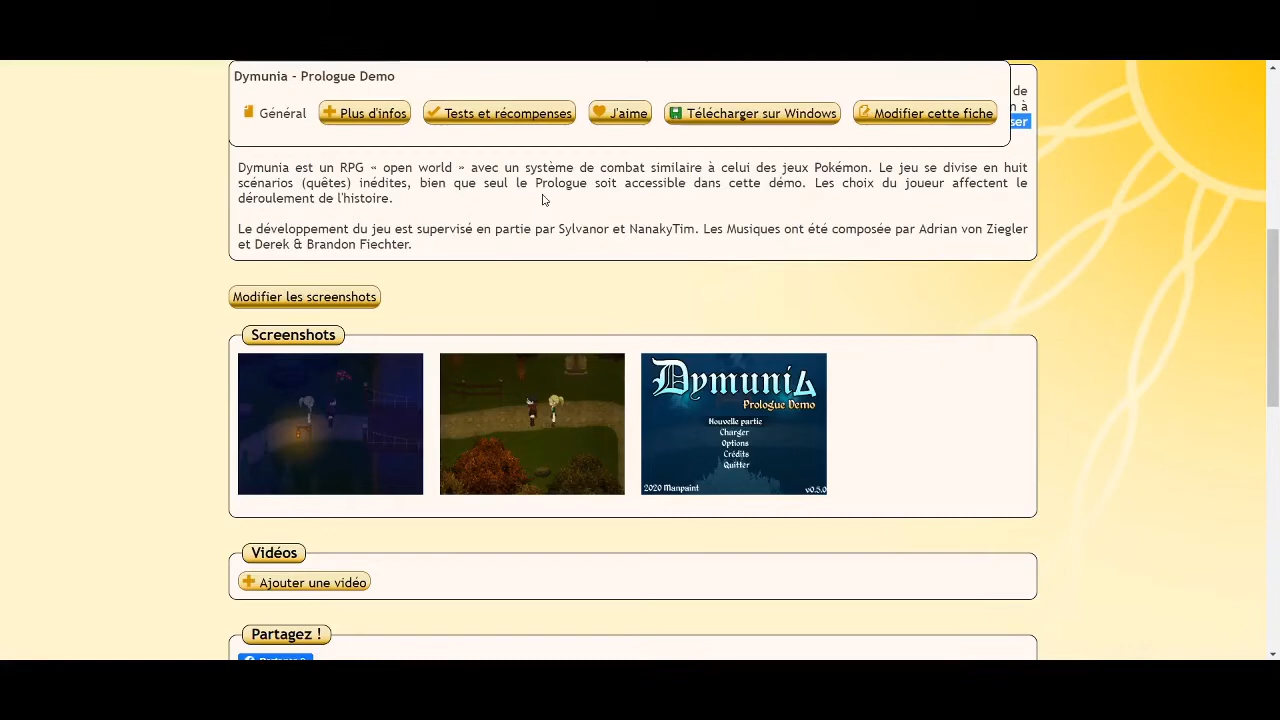 Dymunia - Prologue Demo
de
Général Plus d'infos Tests et récompenses J'aime Télécharger sur Windows Modifier cette fiche
n à
ser
Dymunia est un RPG « open world » avec un système de combat similaire à celui des jeux Pokémon. Le jeu se divise en huit
scénarios (quêtes) inédites, bien que seul le Prologue soit accessible dans cette démo. Les choix du joueur affectent le
déroulement de l'histoire.
Le développement du jeu est supervisé en partie par Sylvanor et NanakyTim. Les Musiques ont été composée par Adrian von Ziegler
et Derek & Brandon Fiechter.
Modifier les screenshots
Screenshots
Dymunia
Prologue Demo
Nouvelle partie
Charger
Options
Crédits
Quitter
2020 Manpaint v0.5.0
Vidéos
Ajouter une vidéo
Partagez !